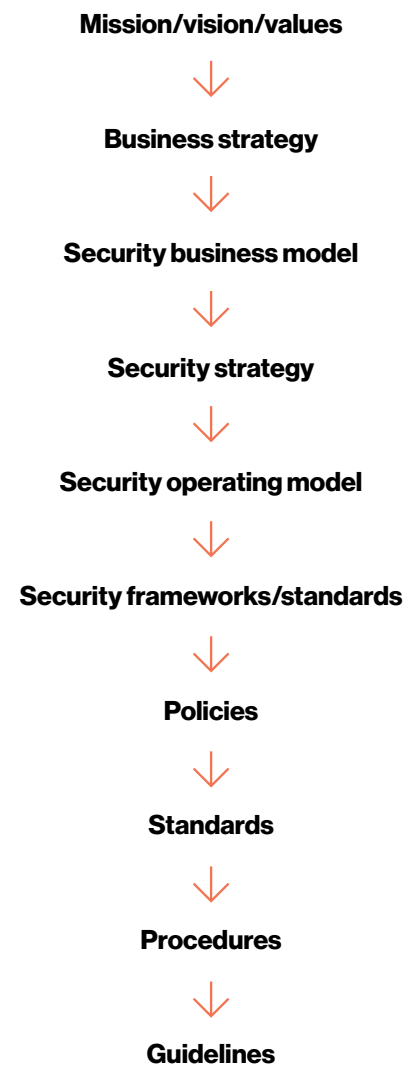 Mission/vision/values
Business strategy
Security business model
Security strategy
Security operating model
Security frameworks/standards
Policies
Standards
Procedures
Guidelines